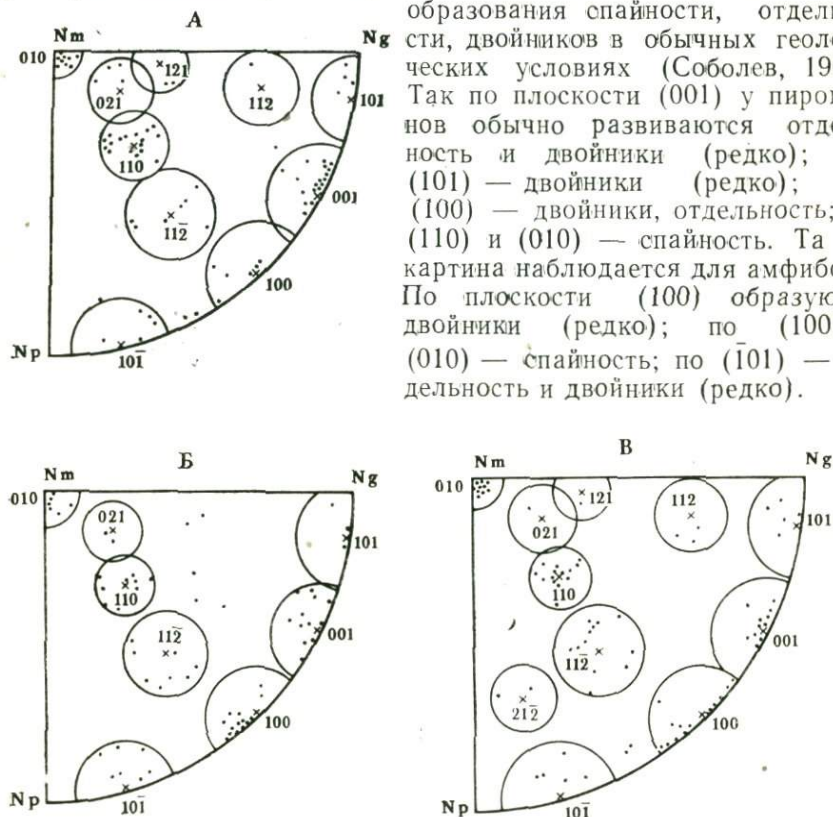 А
Nm
Ng
010
121
021
112
101
110
001
112̄
100
Np
101̄
образования спайности, отдель
сти, двойников в обычных геоло
ческих условиях (Соболев, 19
Так по плоскости (001) у пирок
нов обычно развиваются отде
ность и двойники (редко);
(101) — двойники (редко);
(100) — двойники, отдельность;
(110) и (010) — спайность. Та
картина наблюдается для амфибо
По плоскости (100) образую
двойники (редко); по (100
(010) — спайность; по (1̄01) —
дельность и двойники (редко).
Б
Nm
Ng
010
021
101
110
112̄
001
100
Np
101̄
В
Nm
Ng
010
121
112
021
101
110
001
112̄
212̄
100
Np
101̄